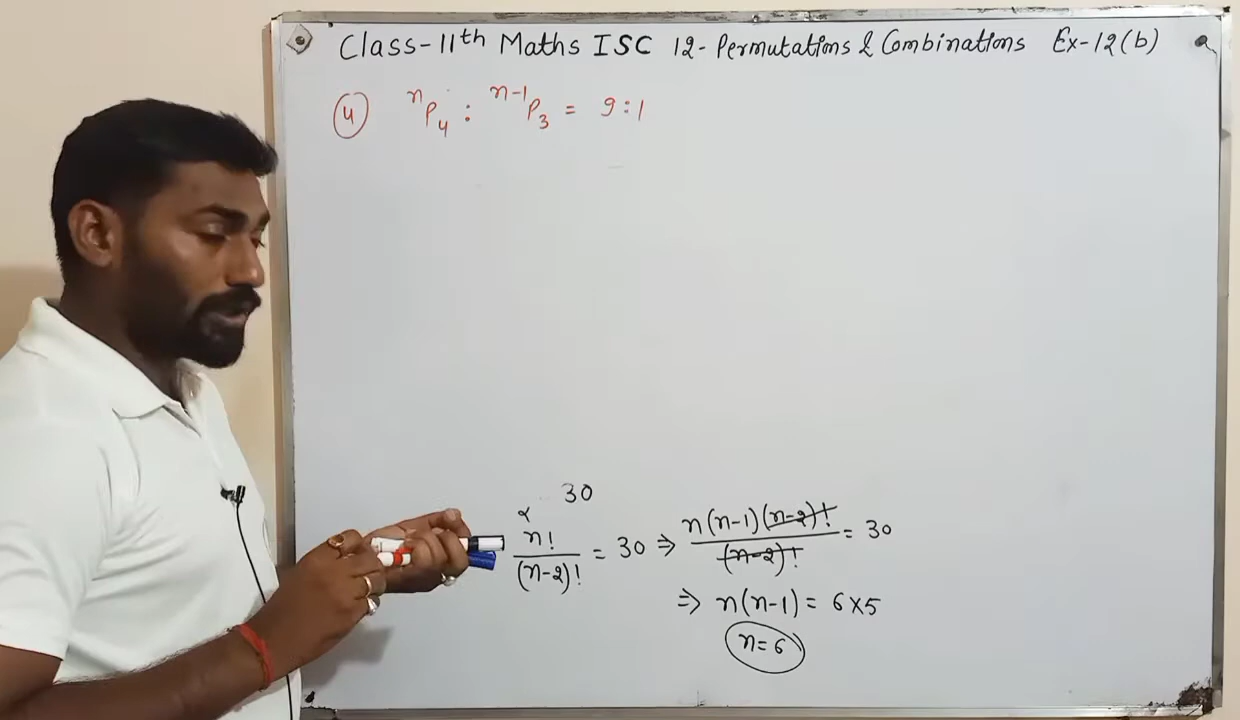 Class-11th Maths ISC 12-Permutations & Combinations Ex-12(b)
(4) ⁿP₄ : ⁿ⁻¹P₃ = 9:1
30
n!/(n-2)! = 30 ⇒ n(n-1)(n-2)!/(n-2)! = 30
⇒ n(n-1) = 6×5
n=6